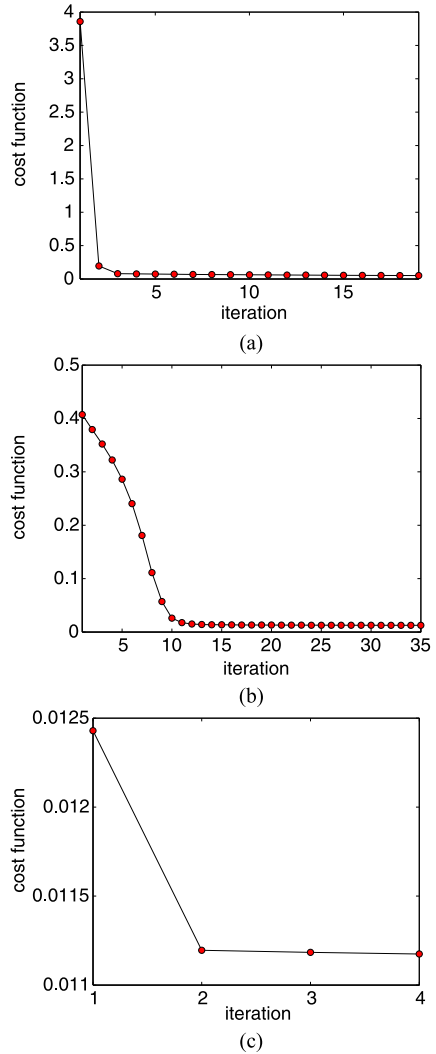 4
3.5
3
2.5
2
1.5
1
0.5
0
cost function
5 10 15
iteration
(a)
0.5
0.4
0.3
0.2
0.1
0
cost function
5 10 15 20 25 30 35
iteration
(b)
0.0125
0.012
0.0115
0.011
cost function
1 2 3 4
iteration
(c)